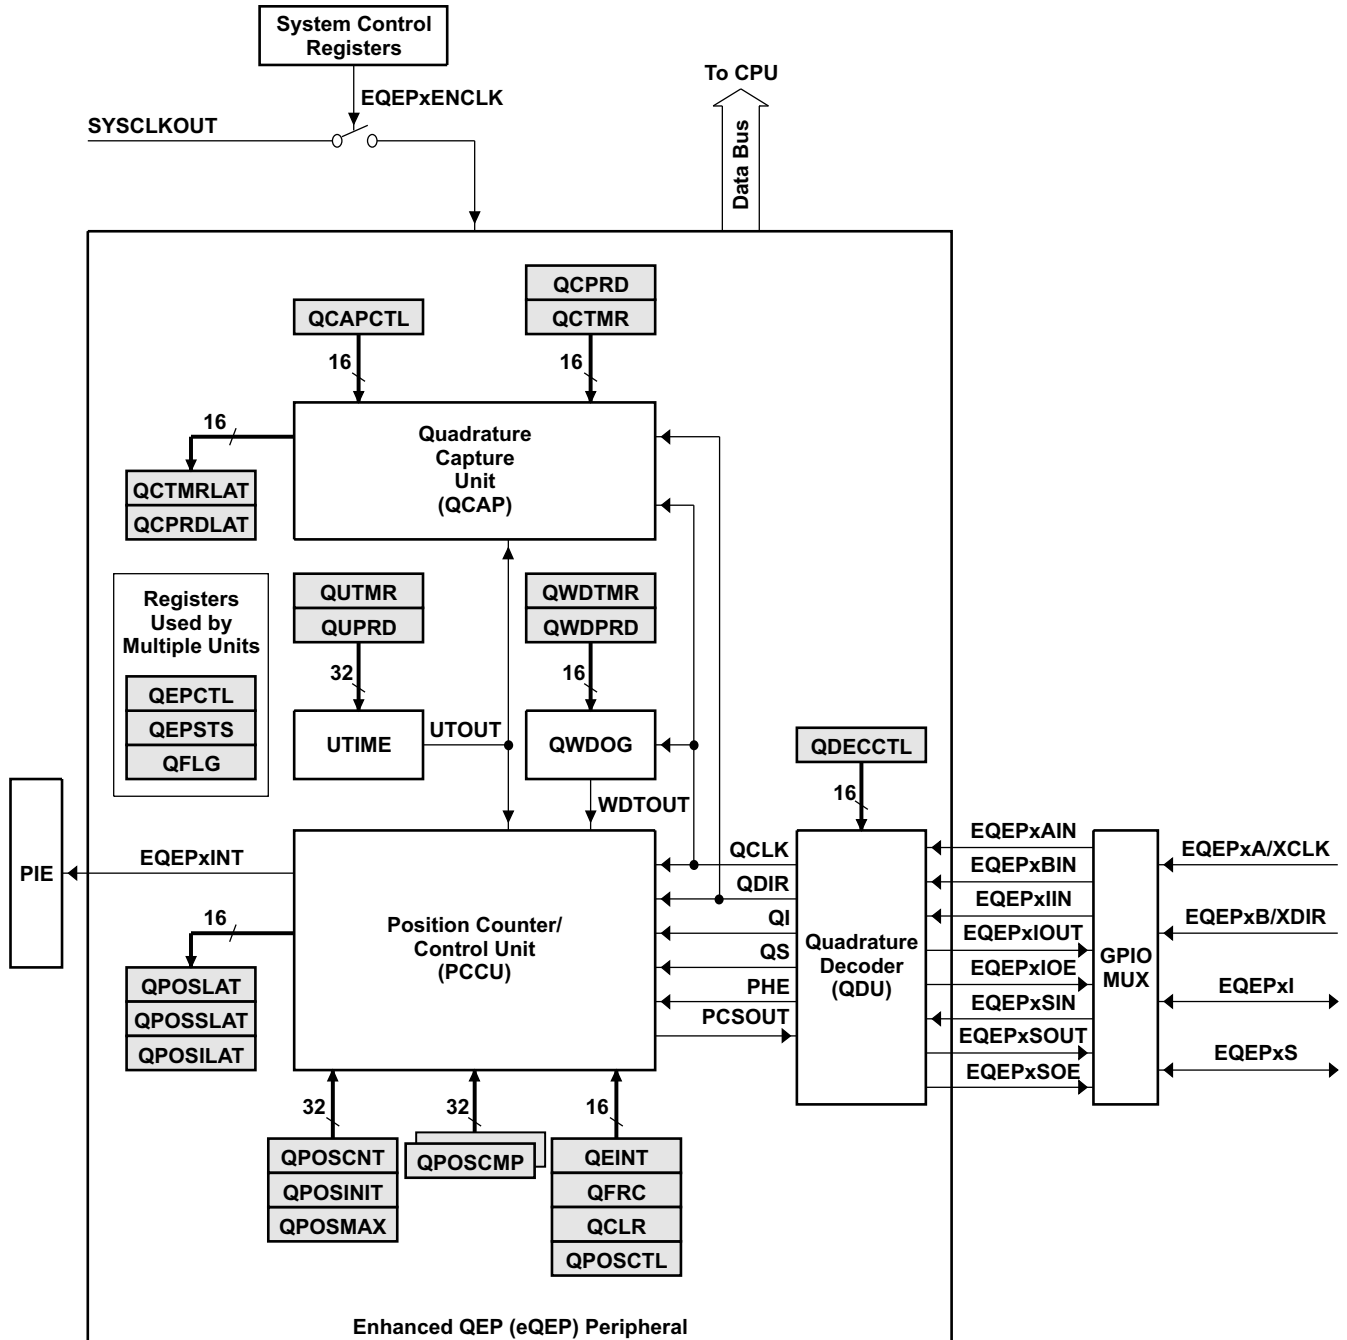 System Control
Registers
To CPU
EQEPxENCLK
SYSCLKOUT
Data Bus
QCPRD
QCAPCTL
QCTMR
16
16
16
Quadrature
Capture
Unit
(QCAP)
QCTMRLAT
QCPRDLAT
Registers
Used by
Multiple Units
QEPCTL
QEPSTS
QFLG
QUTMR
QUPRD
QWDTMR
QWDPRD
32
16
UTIME
UTOUT
QWDOG
QDECCTL
WDTOUT
16
PIE
EQEPxINT
16
Position Counter/
Control Unit
(PCCU)
QCLK
QDIR
QI
QS
PHE
PCSOUT
Quadrature
Decoder
(QDU)
EQEPxAIN
EQEPxBIN
EQEPxIIN
EQEPxIOUT
EQEPxIOE
EQEPxSIN
EQEPxSOUT
EQEPxSOE
GPIO
MUX
EQEPxA/XCLK
EQEPxB/XDIR
EQEPxI
EQEPxS
QPOSLAT
QPOSSLAT
QPOSILAT
32
32
16
QPOSCNT
QPOSINIT
QPOSMAX
QPOSCMP
QEINT
QFRC
QCLR
QPOSCTL
Enhanced QEP (eQEP) Peripheral